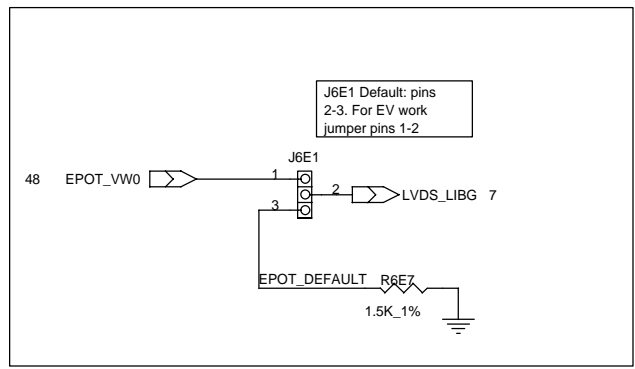 J6E1 Default: pins
2-3. For EV work
jumper pins 1-2
J6E1
48 EPOT_VW0 1
2 LVDS_LIBG 7
3
EPOT_DEFAULT R6E7
1.5K_1%